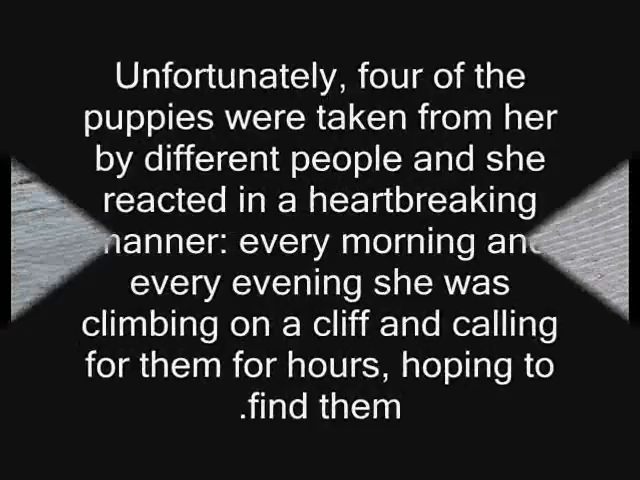 Unfortunately, four of the
puppies were taken from her
by different people and she
reacted in a heartbreaking
manner: every morning and
every evening she was
climbing on a cliff and calling
for them for hours, hoping to
.find them